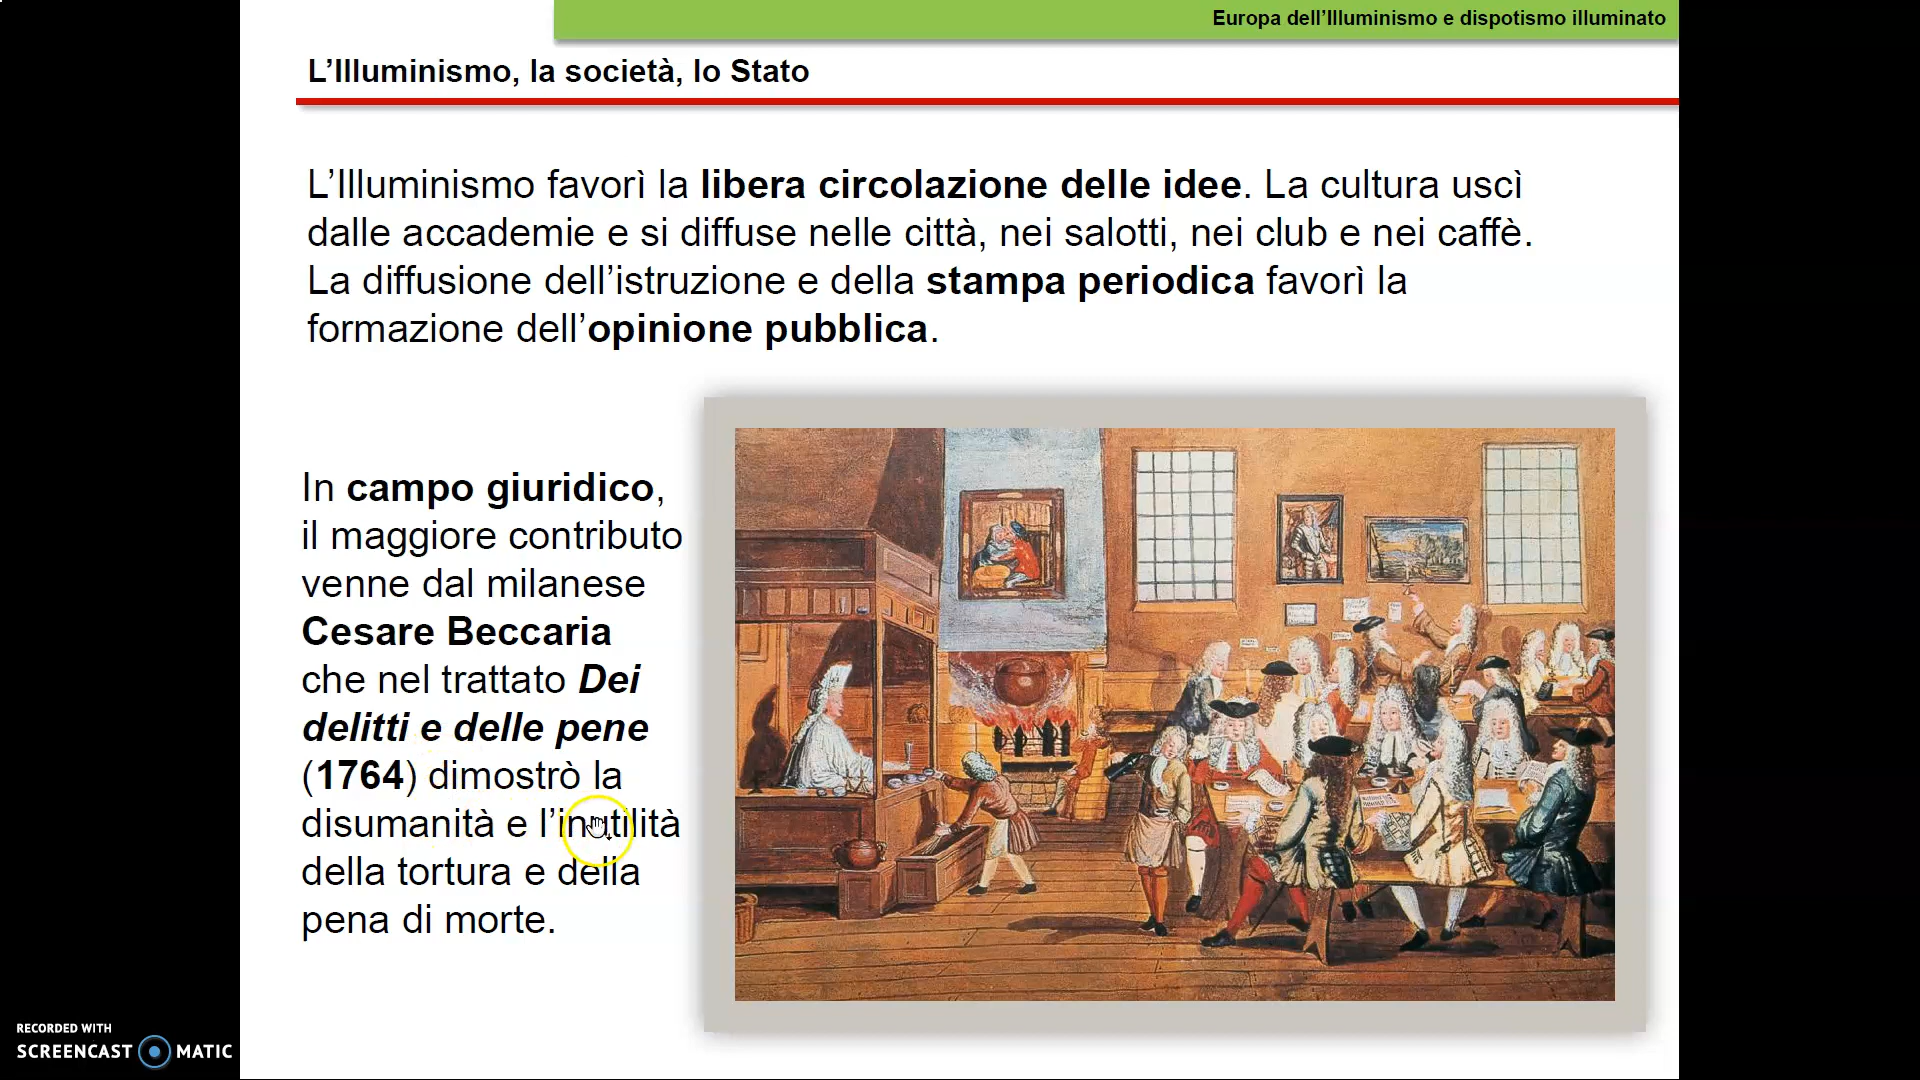 Europa dell’Illuminismo e dispotismo illuminato
L’Illuminismo, la società, lo Stato
L’Illuminismo favorì la libera circolazione delle idee. La cultura uscì
dalle accademie e si diffuse nelle città, nei salotti, nei club e nei caffè.
La diffusione dell’istruzione e della stampa periodica favorì la
formazione dell’opinione pubblica.
In campo giuridico,
il maggiore contributo
venne dal milanese
Cesare Beccaria
che nel trattato Dei
delitti e delle pene
(1764) dimostrò la
disumanità e l’inutilità
della tortura e della
pena di morte.
RECORDED WITH
SCREENCAST MATIC